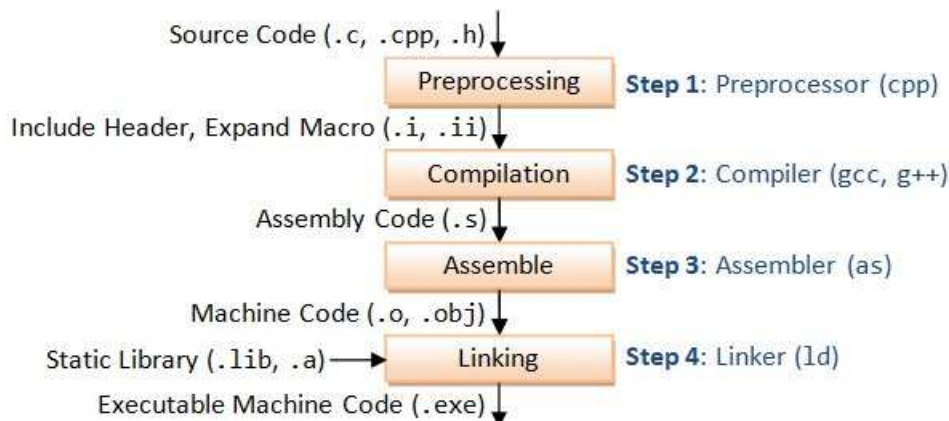 Source Code (.c, .cpp, .h)
Preprocessing
Step 1: Preprocessor (cpp)
Include Header, Expand Macro (.i, .ii)
Compilation
Step 2: Compiler (gcc, g++)
Assembly Code (.s)
Assemble
Step 3: Assembler (as)
Machine Code (.o, .obj)
Static Library (.lib, .a)
Linking
Step 4: Linker (ld)
Executable Machine Code (.exe)